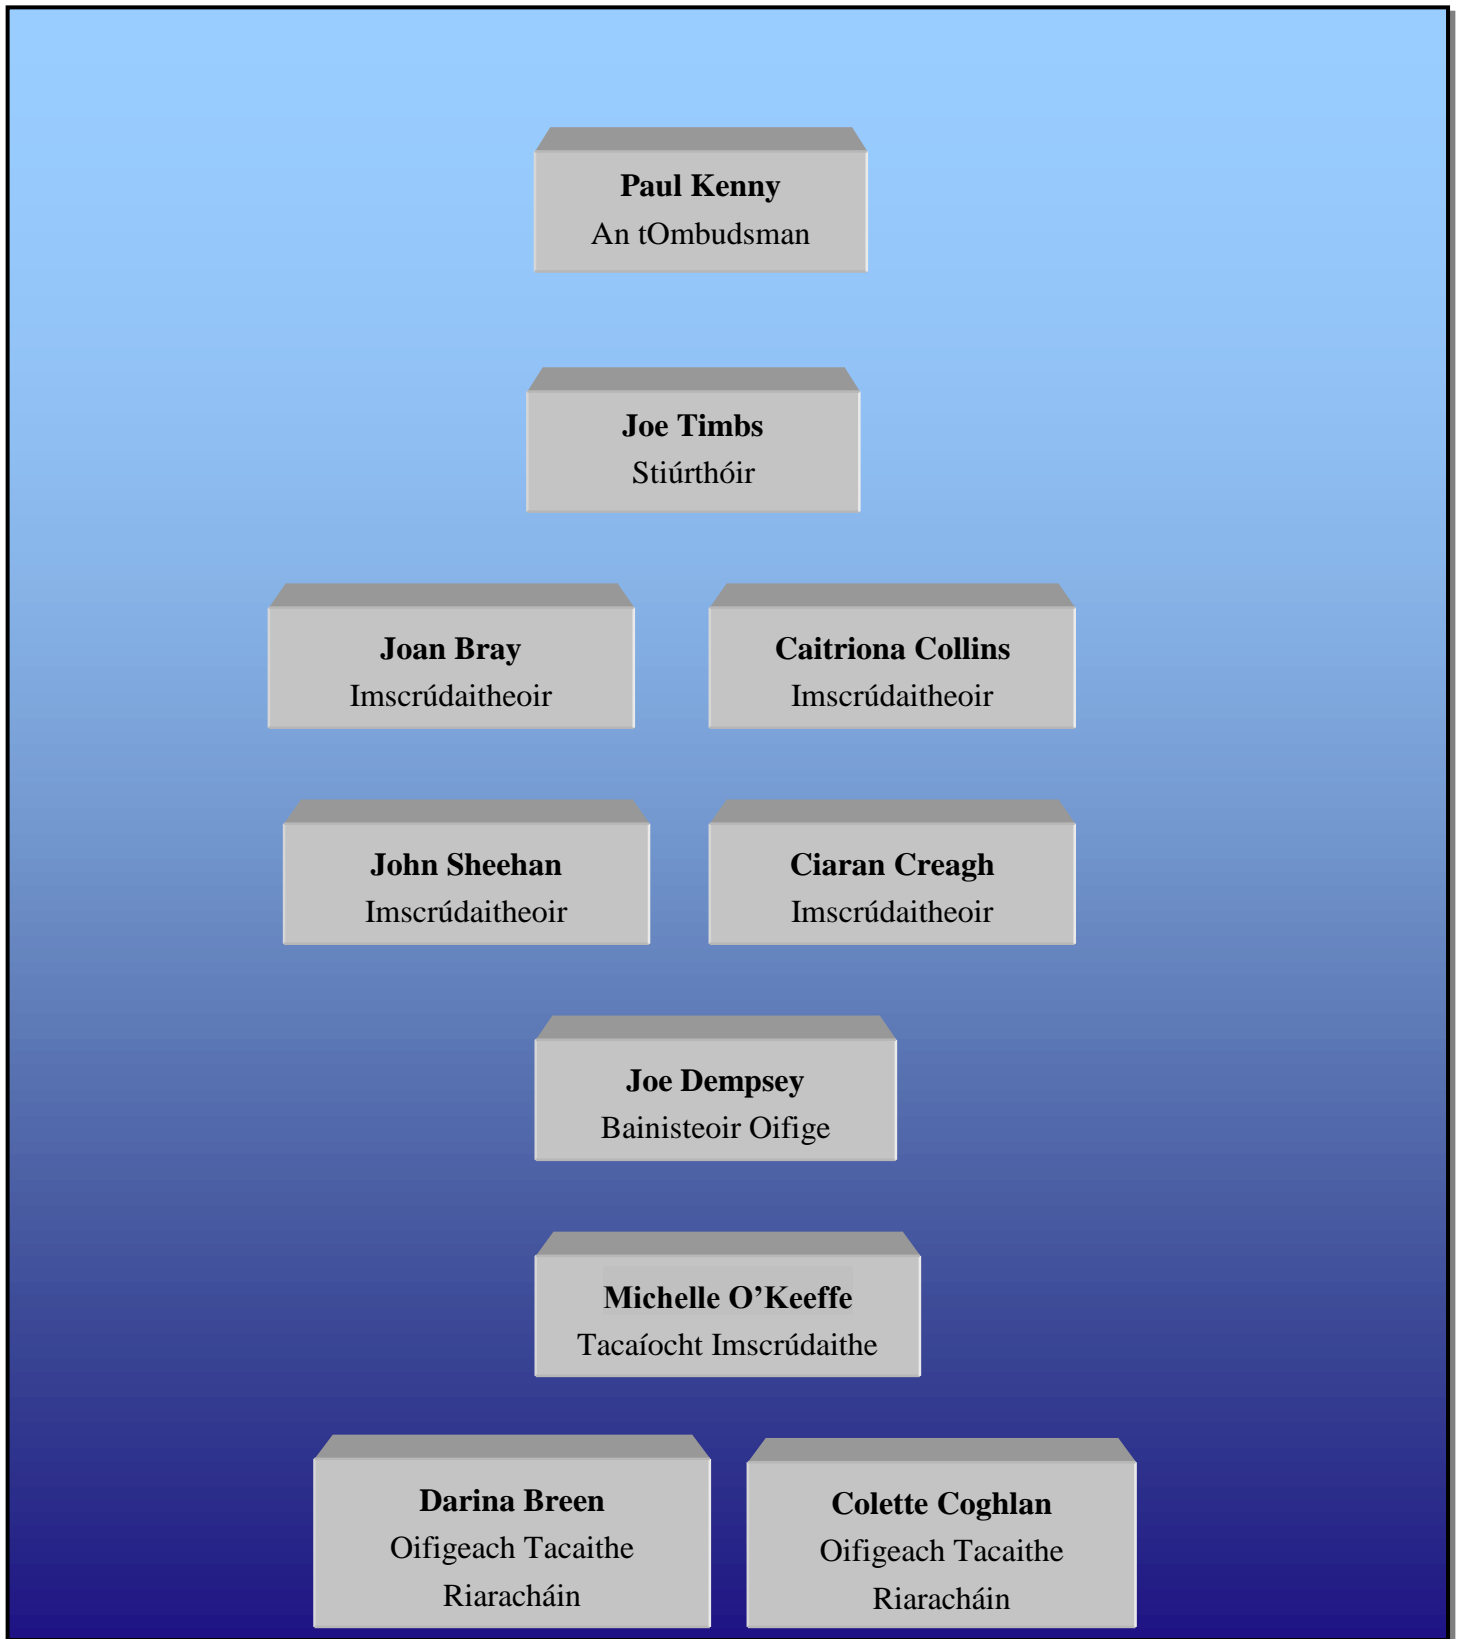 Paul Kenny
An tOmbudsman
Joe Timbs
Stiúrthóir
Joan Bray
Imscrúdaitheoir
Caitriona Collins
Imscrúdaitheoir
John Sheehan
Imscrúdaitheoir
Ciaran Creagh
Imscrúdaitheoir
Joe Dempsey
Bainisteoir Oifige
Michelle O’Keeffe
Tacaíocht Imscrúdaithe
Darina Breen
Oifigeach Tacaithe
Riaracháin
Colette Coghlan
Oifigeach Tacaithe
Riaracháin